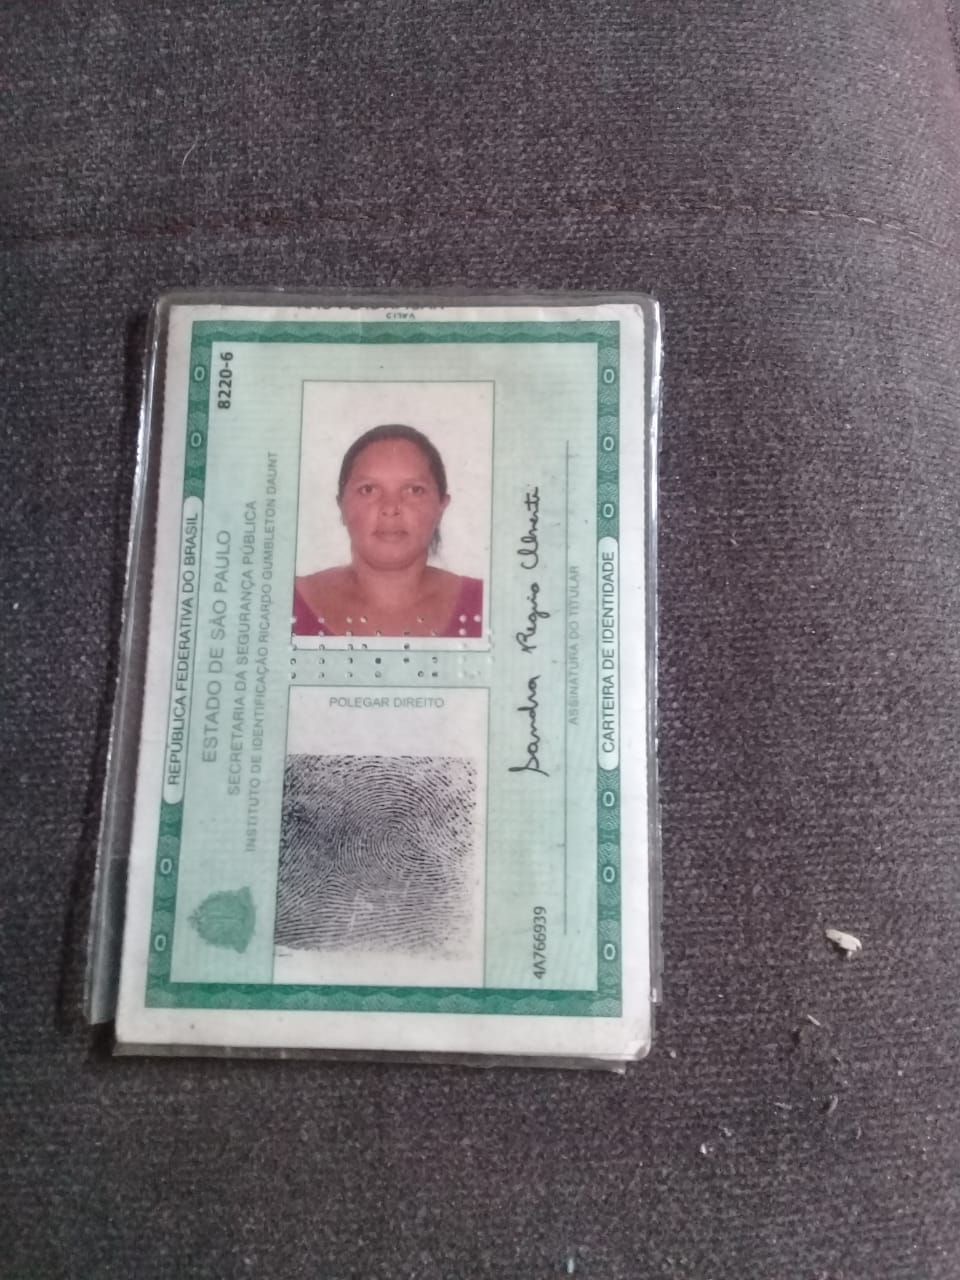 8220-6
REPÚBLICA FEDERATIVA DO BRASIL
ESTADO DE SÃO PAULO
SECRETARIA DA SEGURANÇA PÚBLICA
INSTITUTO DE IDENTIFICAÇÃO RICARDO GUMBLETON DAUNT
POLEGAR DIREITO
Sandra Regina
ASSINATURA DO TITULAR
4A766939
CARTEIRA DE IDENTIDADE